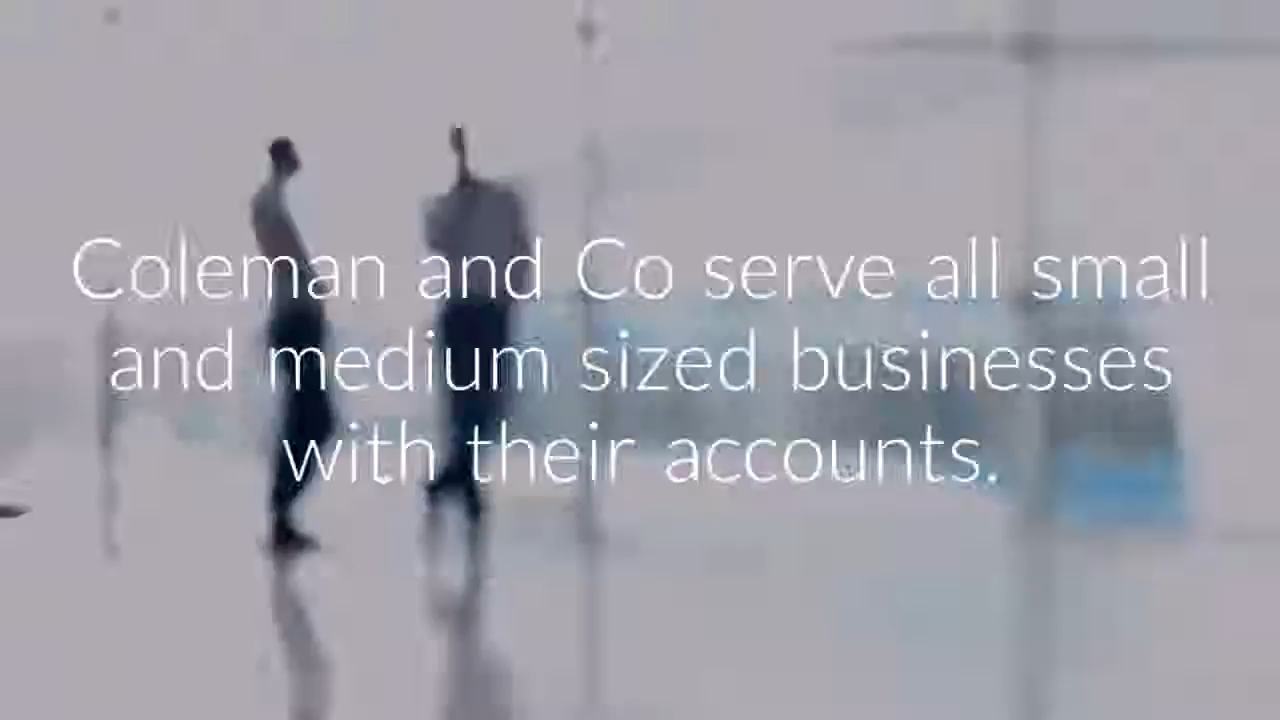 Coleman and Co serve all small
and medium sized businesses
with their accounts.